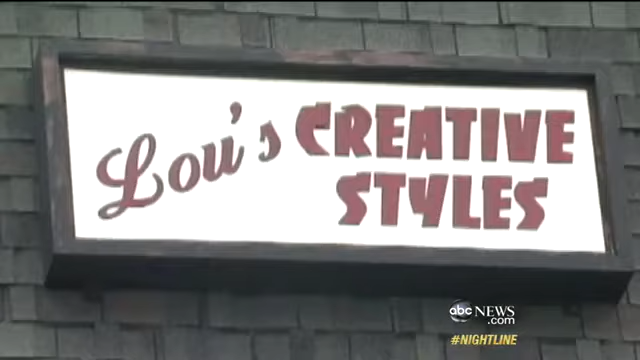 Lou's CREATIVE
STYLES
abc NEWS
.com
#NIGHTLINE